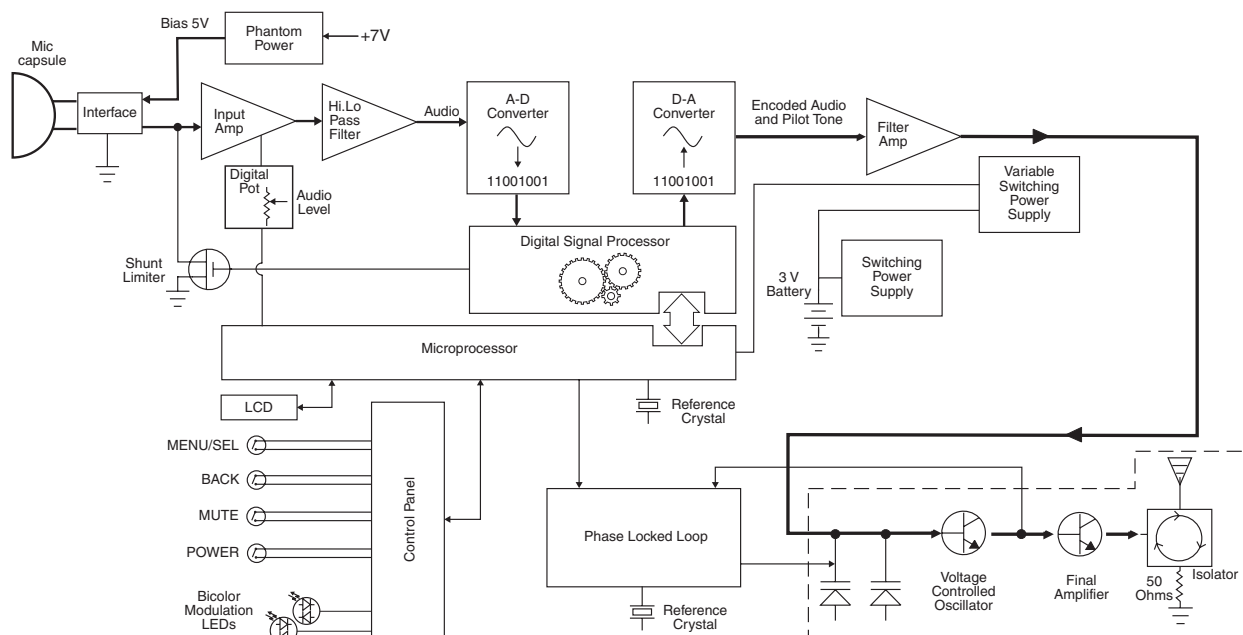 Bias 5V
Phantom
Power
+7V
Mic
capsule
Interface
Input
Amp
Hi.Lo
Pass
Filter
Audio
A-D
Converter
11001001
D-A
Converter
11001001
Encoded Audio
and Pilot Tone
Filter
Amp
Digital
Pot
Audio
Level
Variable
Switching
Power
Supply
Shunt
Limiter
Digital Signal Processor
3 V
Battery
Switching
Power
Supply
Microprocessor
LCD
Reference
Crystal
MENU/SEL
BACK
MUTE
POWER
Bicolor
Modulation
LEDs
Control Panel
Phase Locked Loop
Reference
Crystal
Voltage
Controlled
Oscillator
Final
Amplifier
50
Ohms
Isolator